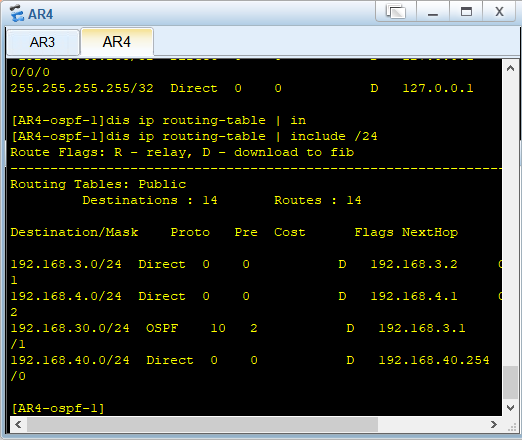 AR4
AR3
AR4
0/0/0
255.255.255.255/32 Direct 0 0 D 127.0.0.1
[AR4-ospf-1]dis ip routing-table | in
[AR4-ospf-1]dis ip routing-table | include /24
Route Flags: R - relay, D - download to fib
------------------------------------------------------------------------------
Routing Tables: Public
Destinations : 14 Routes : 14
Destination/Mask Proto Pre Cost Flags NextHop
192.168.3.0/24 Direct 0 0 D 192.168.3.2
1
192.168.4.0/24 Direct 0 0 D 192.168.4.1
2
192.168.30.0/24 OSPF 10 2 D 192.168.3.1
/1
192.168.40.0/24 Direct 0 0 D 192.168.40.254
/0
[AR4-ospf-1]